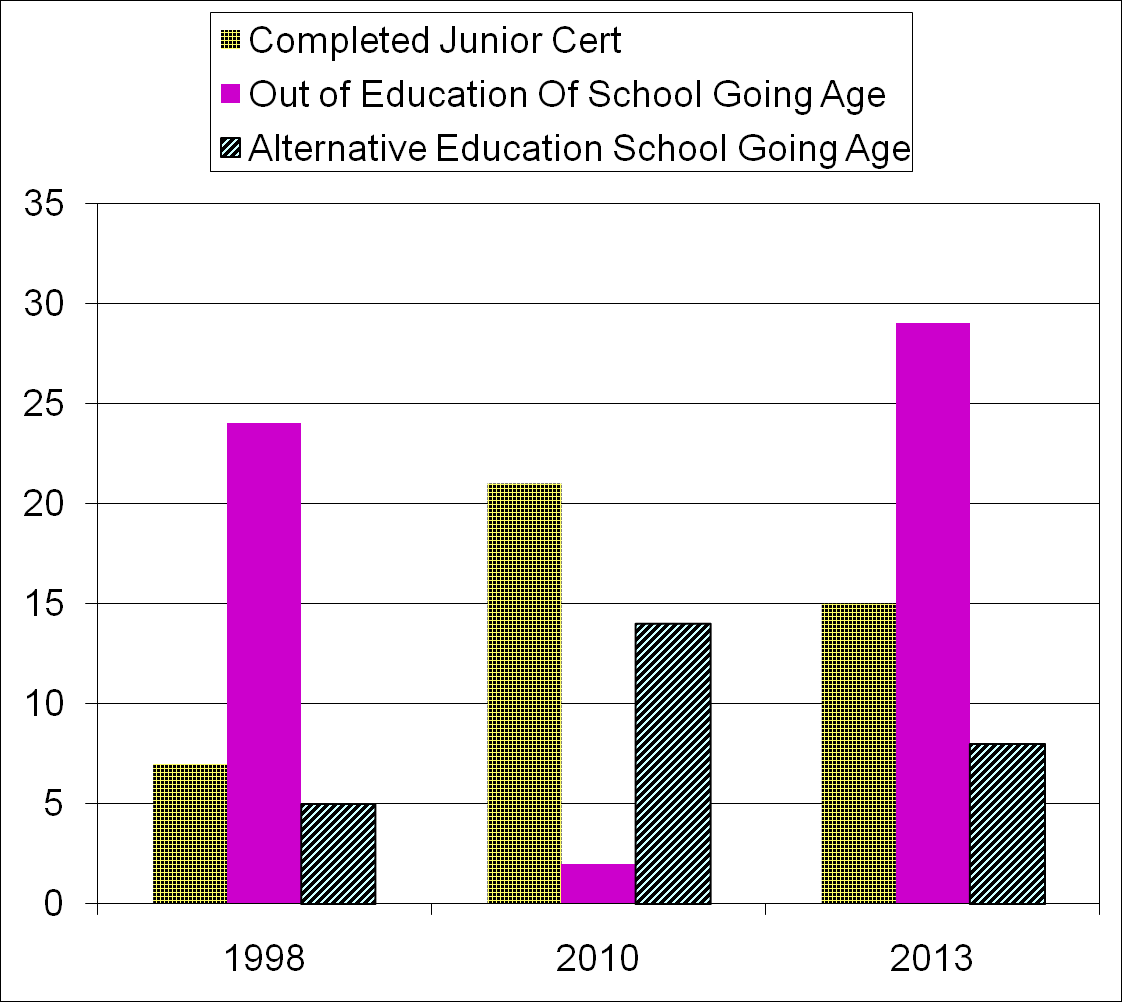 Completed Junior Cert
Out of Education Of School Going Age
Alternative Education School Going Age
35
30
25
20
15
10
5
0
1998 2010 2013